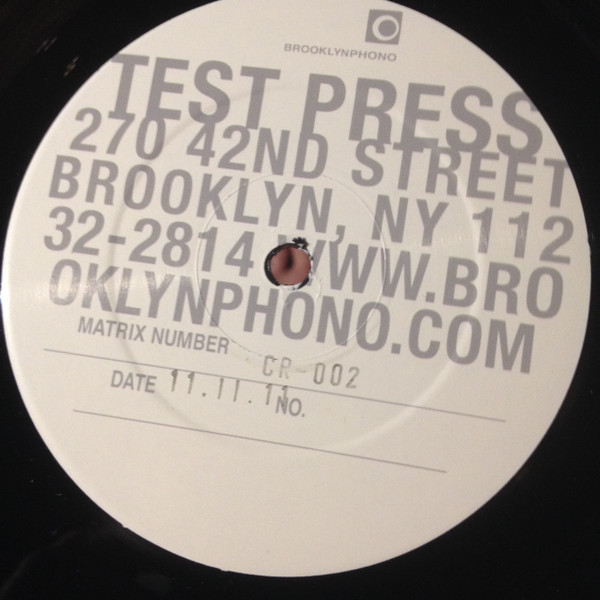 BROOKLYNPHONO
TEST PRESS
270 42ND STREET
BROOKLYN, NY 112
32-2814 WWW.BRO
OKLYNPHONO.COM
MATRIX NUMBER CR-002
DATE 11.11.11 NO.